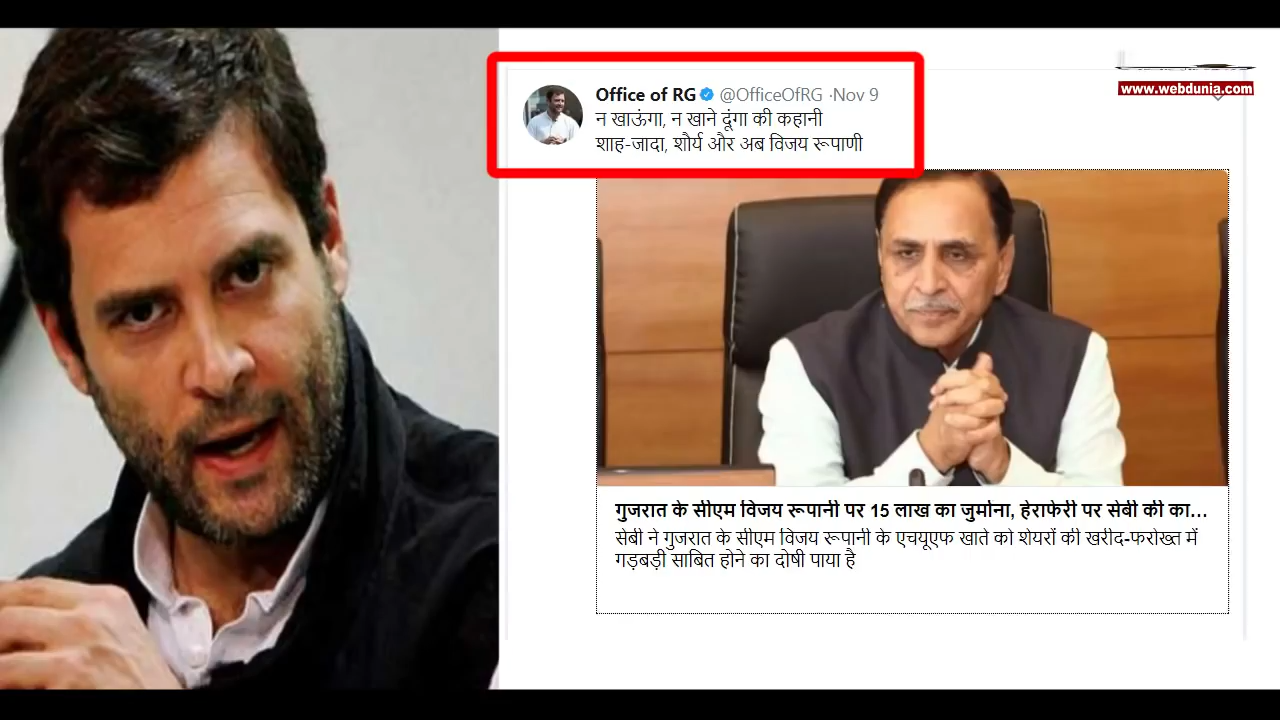 Office of RG @OfficeOfRG ·Nov 9
न खाऊंगा, न खाने दूंगा की कहानी
शाह-जादा, शौर्य और अब विजय रूपाणी
www.webdunia.com
गुजरात के सीएम विजय रूपानी पर 15 लाख का जुर्माना, हेराफेरी पर सेबी की का...
सेबी ने गुजरात के सीएम विजय रूपानी के एचयूएफ खाते को शेयरों की खरीद-फरोख्त में
गड़बड़ी साबित होने का दोषी पाया है